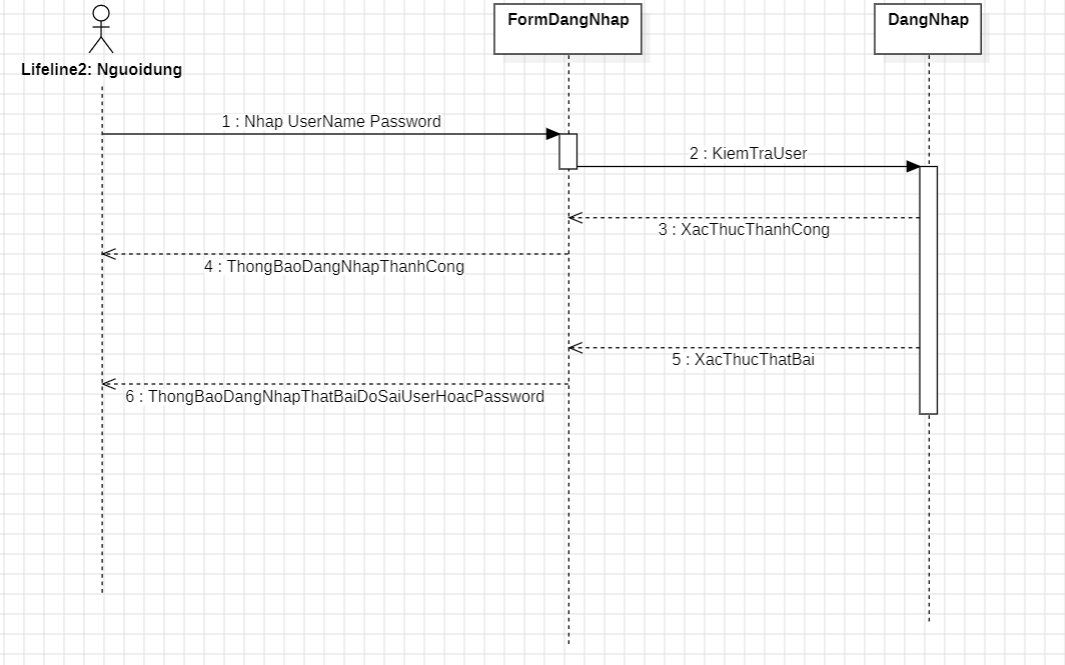 FormDangNhap
DangNhap
Lifeline2: Nguoidung
1 : Nhap UserName Password
2 : KiemTraUser
3 : XacThucThanhCong
4 : ThongBaoDangNhapThanhCong
5 : XacThucThatBai
6 : ThongBaoDangNhapThatBaiDoSaiUserHoacPassword